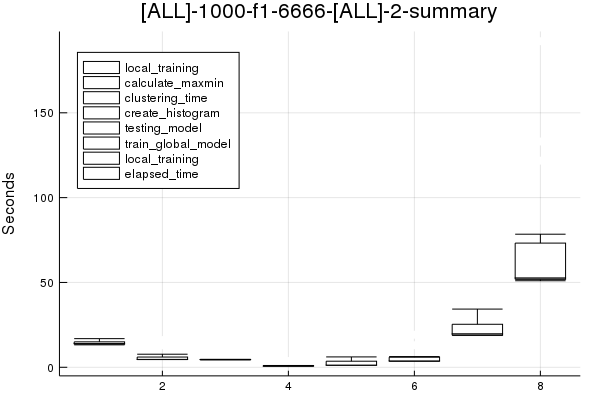 [ALL]-1000-f1-6666-[ALL]-2-summary
local_training
calculate_maxmin
clustering_time
create_histogram
testing_model
train_global_model
local_training
elapsed_time
Seconds
150
100
50
0
2
4
6
8